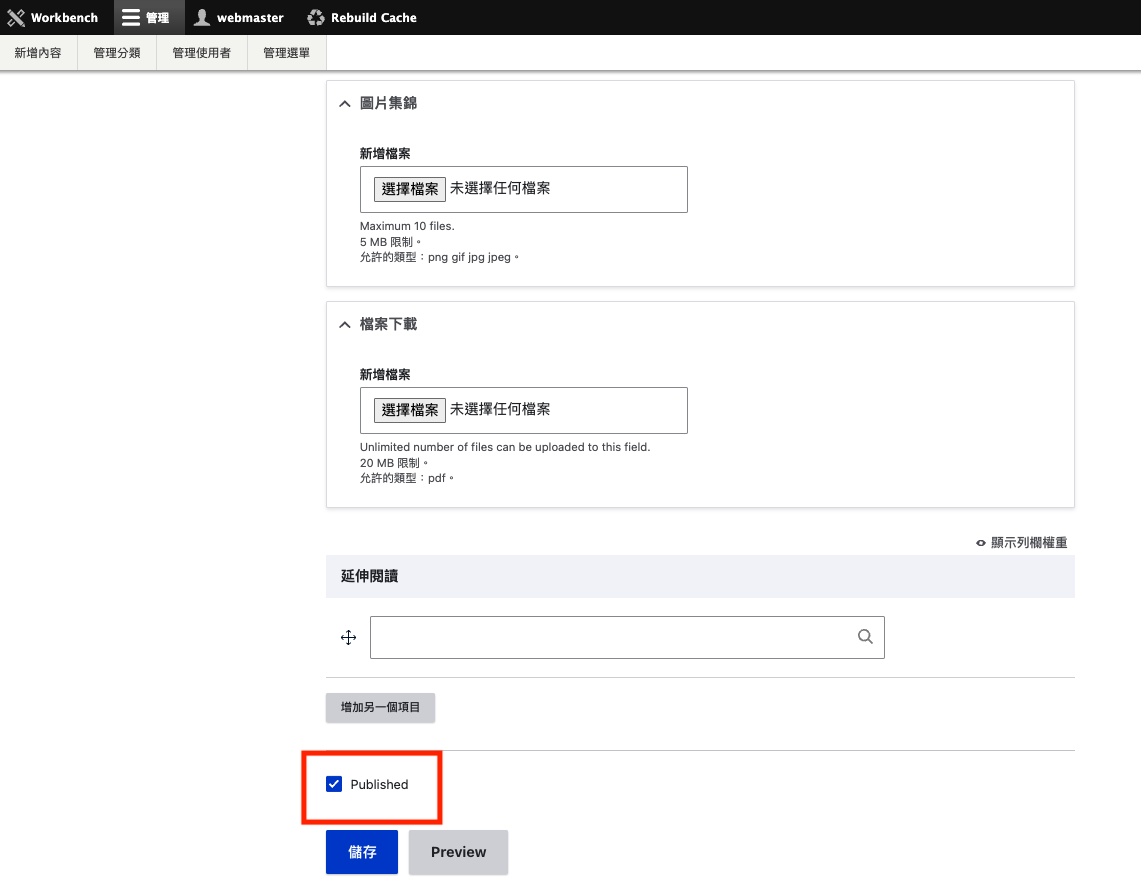 Workbench 管理 webmaster Rebuild Cache
新增內容 管理分類 管理使用者 管理選單
圖片集錦
新增檔案
選擇檔案 未選擇任何檔案
Maximum 10 files.
5 MB 限制。
允許的類型：png gif jpg jpeg。
檔案下載
新增檔案
選擇檔案 未選擇任何檔案
Unlimited number of files can be uploaded to this field.
20 MB 限制。
允許的類型：pdf。
顯示列欄權重
延伸閱讀
增加另一個項目
Published
儲存 Preview